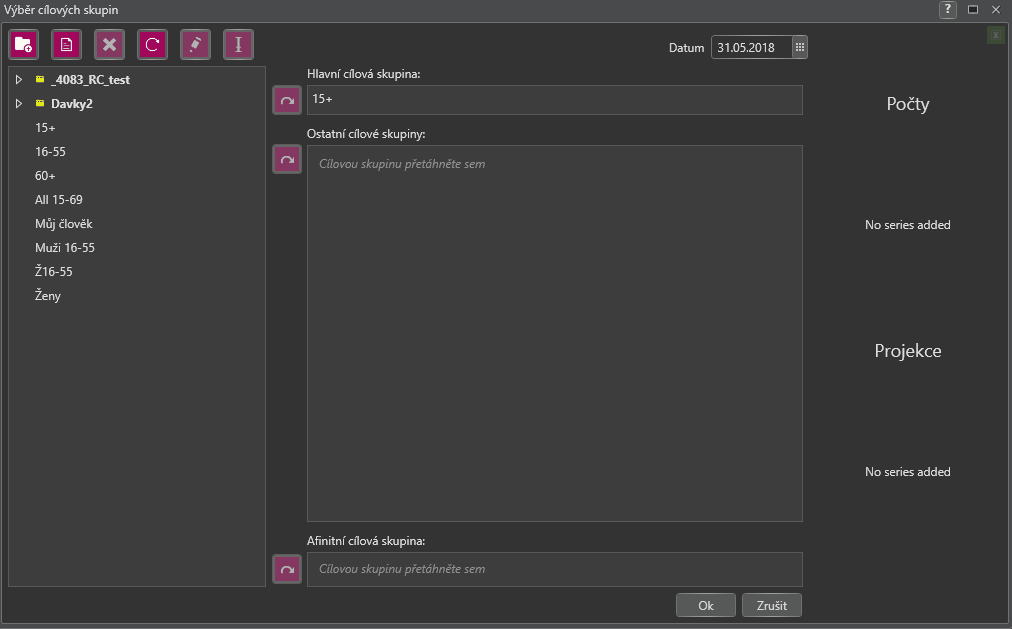 Výběr cílových skupin
?
x
Datum
31.05.2018
_4083_RC_test
Davky2
15+
16-55
60+
All 15-69
Můj člověk
Muži 16-55
Ž16-55
Ženy
Hlavní cílová skupina:
15+
Ostatní cílové skupiny:
Cílovou skupinu přetáhněte sem
Afinitní cílová skupina:
Cílovou skupinu přetáhněte sem
Počty
No series added
Projekce
No series added
Ok
Zrušit